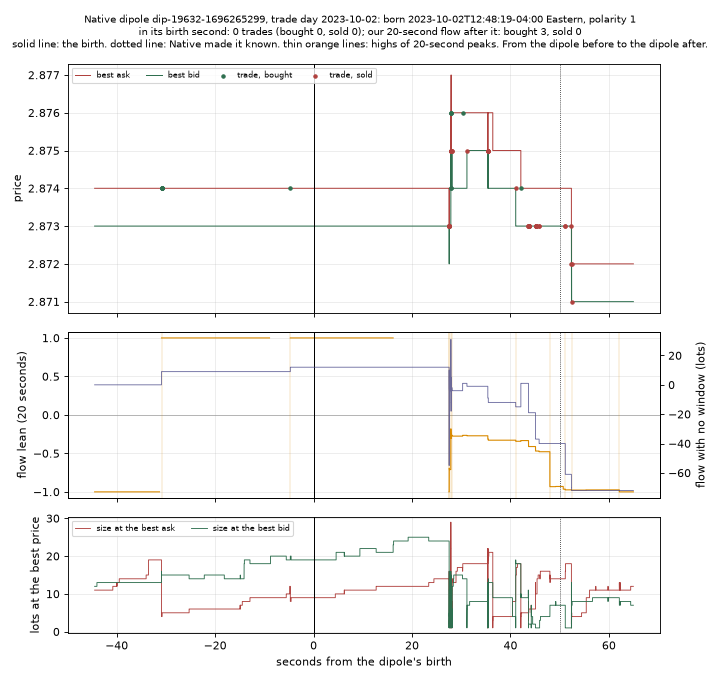 Native dipole dip-19632-1696265299, trade day 2023-10-02: born 2023-10-02T12:48:19-04:00 Eastern, polarity 1
in its birth second: 0 trades (bought 0, sold 0); our 20-second flow after it: bought 3, sold 0
solid line: the birth. dotted line: Native made it known. thin orange lines: highs of 20-second peaks. From the dipole before to the dipole after.
best ask
best bid
trade, bought
trade, sold
2.877
2.876
2.875
2.874
2.873
2.872
2.871
price
1.0
0.5
0.0
−0.5
−1.0
flow lean (20 seconds)
20
0
−20
−40
−60
flow with no window (lots)
size at the best ask
size at the best bid
30
20
10
0
lots at the best price
−40
−20
0
20
40
60
seconds from the dipole's birth